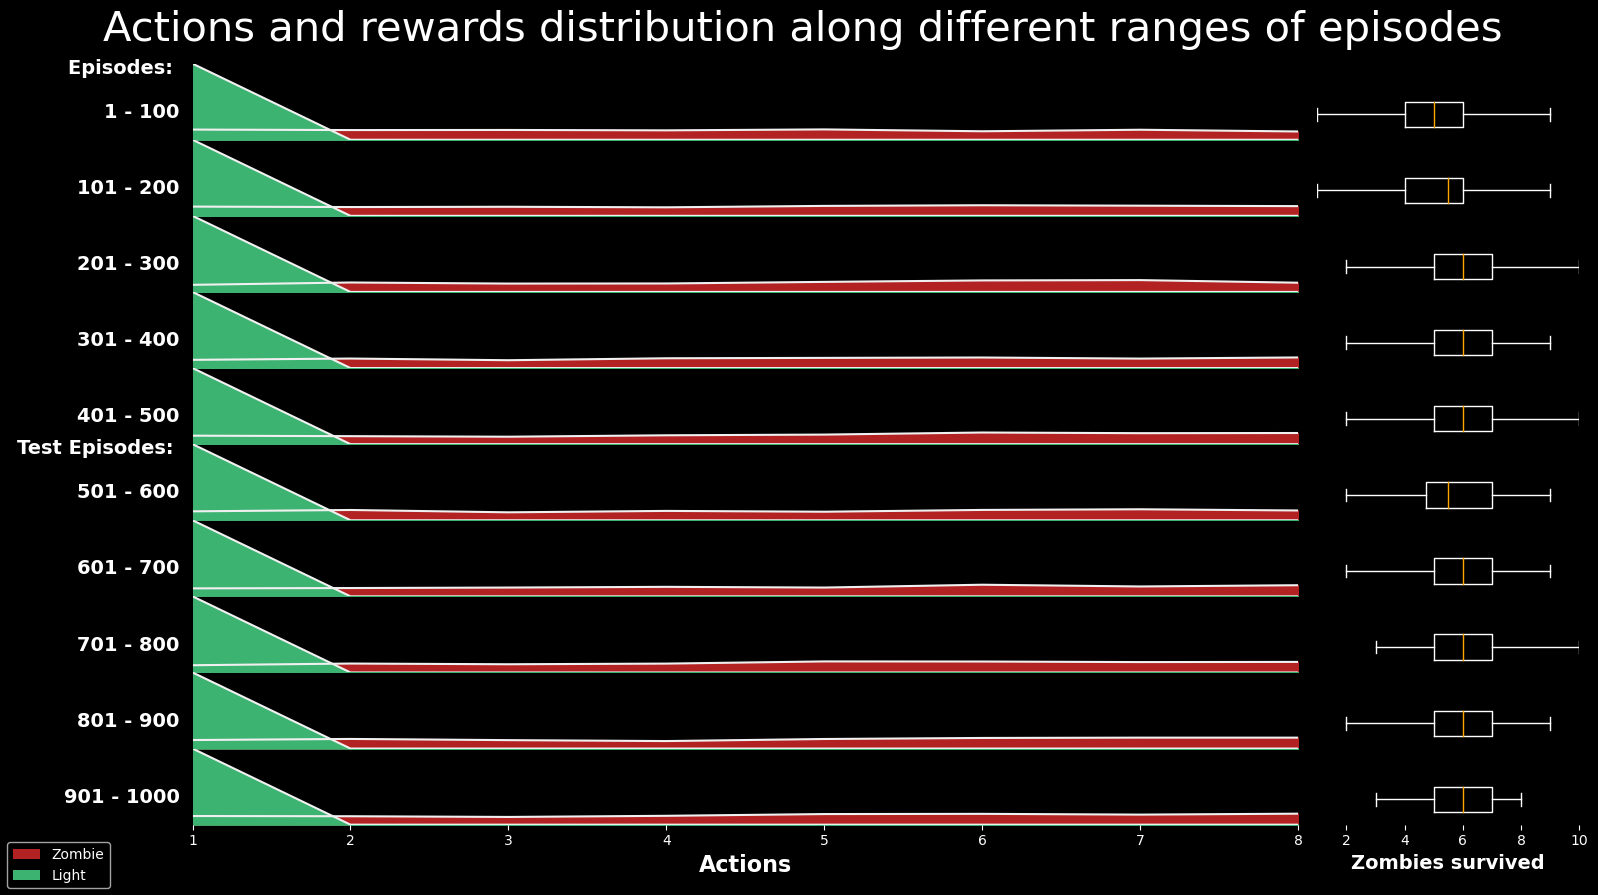 Actions and rewards distribution along different ranges of episodes
Episodes:
1 - 100
101 - 200
201 - 300
301 - 400
401 - 500
Test Episodes:
501 - 600
601 - 700
701 - 800
801 - 900
901 - 1000
1 2 3 4 5 6 7 8
2 4 6 8 10
Actions
Zombies survived
Zombie
Light